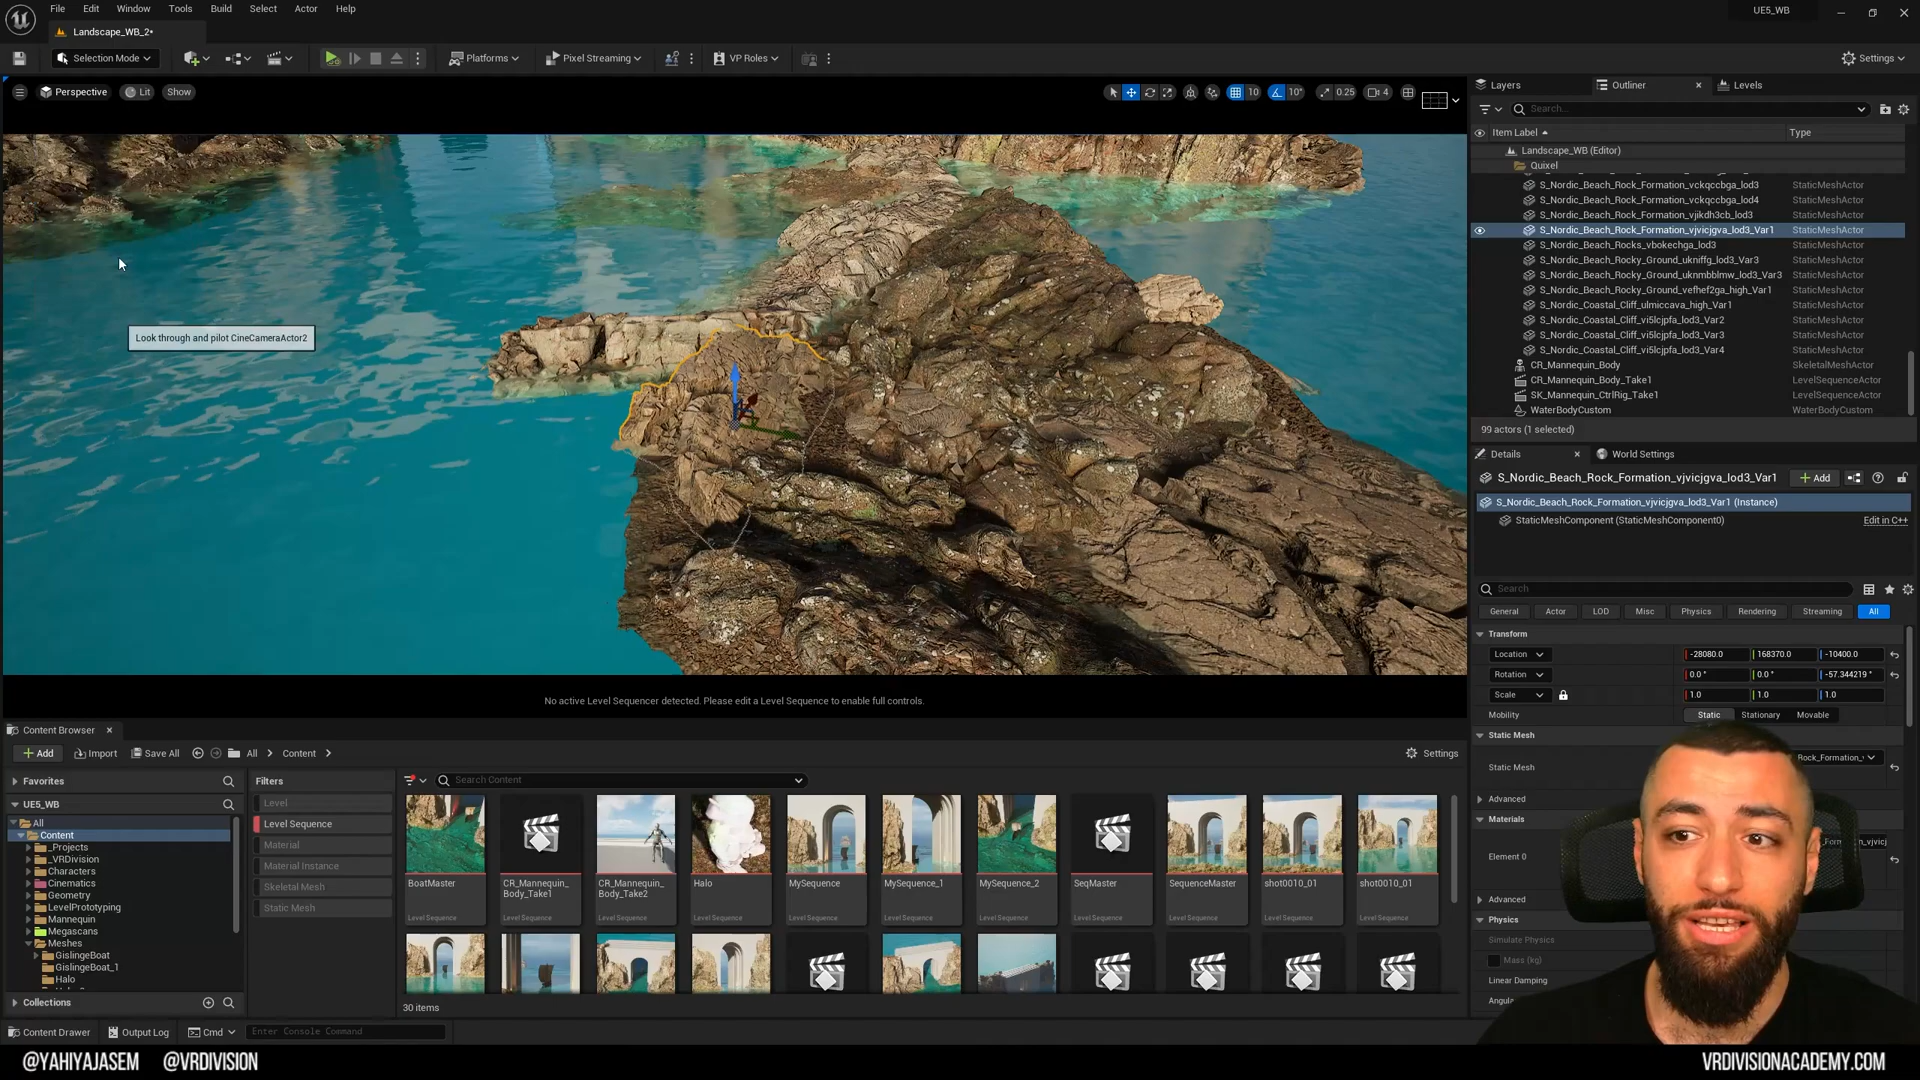 File Edit Window Tools Build Select Actor Help
UE5_WB
Landscape_WB_2*
Selection Mode
Platforms
Pixel Streaming
VP Roles
Settings
Perspective
Lit
Show
10
10°
0.25
4
Look through and pilot CineCameraActor2
No active Level Sequencer detected. Please edit a Level Sequence to enable full controls.
Layers
Outliner
Levels
Search...
Item Label
Type
Landscape_WB (Editor)
Quixel
S_Nordic_Beach_Rock_Formation_vckqccbga_lod3 StaticMeshActor
S_Nordic_Beach_Rock_Formation_vckqccbga_lod4 StaticMeshActor
S_Nordic_Beach_Rock_Formation_vjikdh3cb_lod3 StaticMeshActor
S_Nordic_Beach_Rock_Formation_vjvicjgva_lod3_Var1 StaticMeshActor
S_Nordic_Beach_Rocks_vbokechga_lod3 StaticMeshActor
S_Nordic_Beach_Rocky_Ground_ukniffg_lod3_Var3 StaticMeshActor
S_Nordic_Beach_Rocky_Ground_uknmbblmw_lod3_Var3 StaticMeshActor
S_Nordic_Beach_Rocky_Ground_vefhef2ga_high_Var1 StaticMeshActor
S_Nordic_Coastal_Cliff_ulmiccava_high_Var1 StaticMeshActor
S_Nordic_Coastal_Cliff_vi5lcjpfa_lod3_Var2 StaticMeshActor
S_Nordic_Coastal_Cliff_vi5lcjpfa_lod3_Var3 StaticMeshActor
S_Nordic_Coastal_Cliff_vi5lcjpfa_lod3_Var4 StaticMeshActor
CR_Mannequin_Body SkeletalMeshActor
CR_Mannequin_Body_Take1 LevelSequenceActor
SK_Mannequin_CtrlRig_Take1 LevelSequenceActor
WaterBodyCustom WaterBodyCustom
99 actors (1 selected)
Details
World Settings
S_Nordic_Beach_Rock_Formation_vjvicjgva_lod3_Var1
Add
S_Nordic_Beach_Rock_Formation_vjvicjgva_lod3_Var1 (Instance)
StaticMeshComponent (StaticMeshComponent0)
Edit in C++
Search
General Actor LOD Misc Physics Rendering Streaming All
Transform
Location -28080.0 168370.0 -10400.0
Rotation 0.0° 0.0° -57.344219°
Scale 1.0 1.0 1.0
Mobility Static Stationary Movable
Static Mesh
Static Mesh
Advanced
Materials
Element 0
Advanced
Physics
Simulate Physics
Mass (kg)
Linear Damping
Content Browser
Add
Import
Save All
All
Content
Settings
Favorites
UE5_WB
All
Content
_Projects
_VRDivision
Characters
Cinematics
Geometry
LevelPrototyping
Mannequin
Megascans
Meshes
GislingeBoat
GislingeBoat_1
Halo
Collections
Filters
Level
Level Sequence
Material
Material Instance
Skeletal Mesh
Static Mesh
Search Content
BoatMaster
Level Sequence
CR_Mannequin_
Body_Take1
Level Sequence
CR_Mannequin_
Body_Take2
Level Sequence
Halo
Level Sequence
MySequence
Level Sequence
MySequence_1
Level Sequence
MySequence_2
Level Sequence
SeqMaster
Level Sequence
SequenceMaster
Level Sequence
shot0010_01
Level Sequence
shot0010_01
Level Sequence
30 items
Content Drawer
Output Log
Cmd
Enter Console Command
@YAHIYAJASEM @VRDIVISION
VRDIVISIONACADEMY.COM